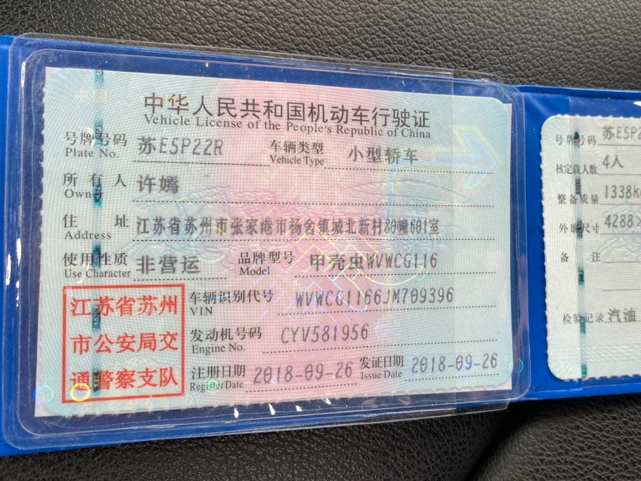 中华人民共和国机动车行驶证
Vehicle License of the People's Republic of China
号牌号码 苏E5P22R 车辆类型 小型轿车
Plate No. Vehicle Type
所有人 许嫣
Owner
住址 江苏省苏州市张家港市杨舍镇城北新村80幢601室
Address
使用性质 非营运 品牌型号 甲壳虫WVWCG116
Use Character Model
江苏省苏州
市公安局交
通警察支队
车辆识别代号 WVWCG1166JM709396
VIN
发动机号码 CYV581956
Engine No.
注册日期 2018-09-26 发证日期 2018-09-26
Register Date Issue Date
号牌号码 苏E5P2
核定载人数 4人
整备质量 1338k
外廓尺寸 4288×
备注
检验记录 汽油